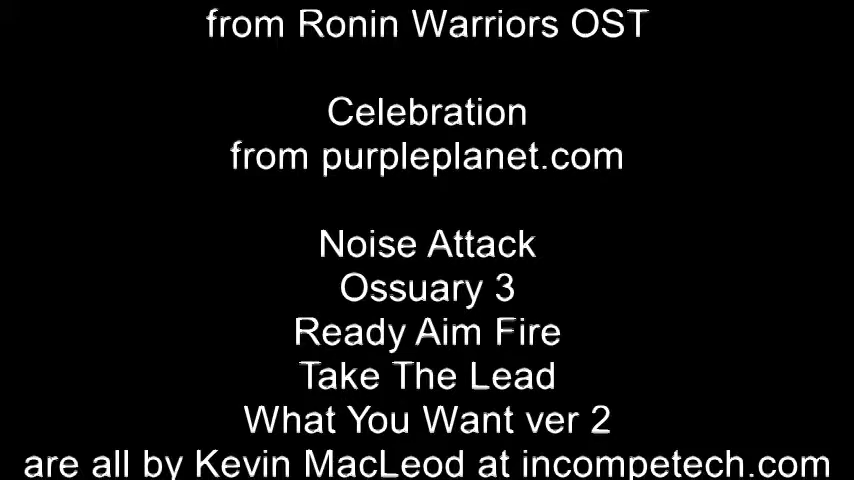 from Ronin Warriors OST
Celebration
from purpleplanet.com
Noise Attack
Ossuary 3
Ready Aim Fire
Take The Lead
What You Want ver 2
are all by Kevin MacLeod at incompetech.com